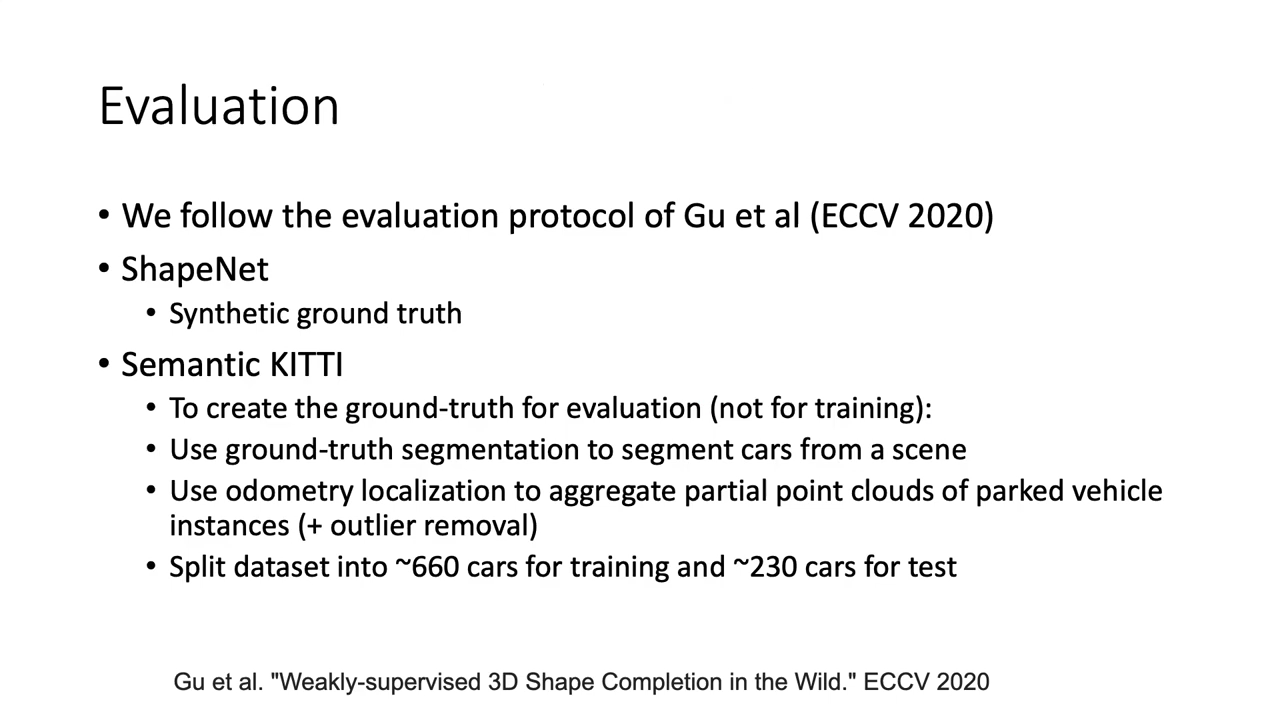 Evaluation
• We follow the evaluation protocol of Gu et al (ECCV 2020)
• ShapeNet
• Synthetic ground truth
• Semantic KITTI
• To create the ground-truth for evaluation (not for training):
• Use ground-truth segmentation to segment cars from a scene
• Use odometry localization to aggregate partial point clouds of parked vehicle
instances (+ outlier removal)
• Split dataset into ~660 cars for training and ~230 cars for test
Gu et al. "Weakly-supervised 3D Shape Completion in the Wild." ECCV 2020